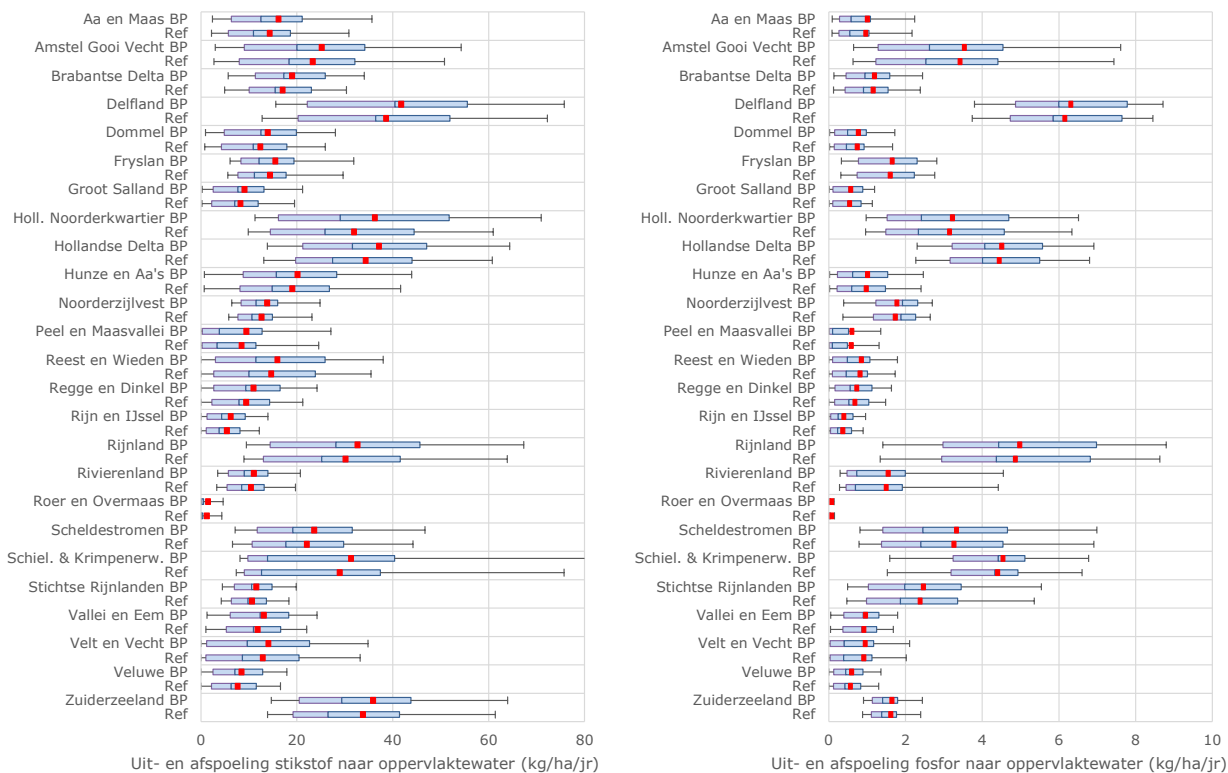 Aa en Maas BP
Ref
Amstel Gooi Vecht BP
Ref
Brabantse Delta BP
Ref
Delfland BP
Ref
Dommel BP
Ref
Fryslan BP
Ref
Groot Salland BP
Ref
Holl. Noorderkwartier BP
Ref
Hollandse Delta BP
Ref
Hunze en Aa's BP
Ref
Noorderzijlvest BP
Ref
Peel en Maasvallei BP
Ref
Reest en Wieden BP
Ref
Regge en Dinkel BP
Ref
Rijn en IJssel BP
Ref
Rijnland BP
Ref
Rivierenland BP
Ref
Roer en Overmaas BP
Ref
Scheldestromen BP
Ref
Schiel. & Krimpenerw. BP
Ref
Stichtse Rijnlanden BP
Ref
Vallei en Eem BP
Ref
Velt en Vecht BP
Ref
Veluwe BP
Ref
Zuiderzeeland BP
Ref
0 20 40 60 80
Uit- en afspoeling stikstof naar oppervlaktewater (kg/ha/jr)
Aa en Maas BP
Ref
Amstel Gooi Vecht BP
Ref
Brabantse Delta BP
Ref
Delfland BP
Ref
Dommel BP
Ref
Fryslan BP
Ref
Groot Salland BP
Ref
Holl. Noorderkwartier BP
Ref
Hollandse Delta BP
Ref
Hunze en Aa's BP
Ref
Noorderzijlvest BP
Ref
Peel en Maasvallei BP
Ref
Reest en Wieden BP
Ref
Regge en Dinkel BP
Ref
Rijn en IJssel BP
Ref
Rijnland BP
Ref
Rivierenland BP
Ref
Roer en Overmaas BP
Ref
Scheldestromen BP
Ref
Schiel. & Krimpenerw. BP
Ref
Stichtse Rijnlanden BP
Ref
Vallei en Eem BP
Ref
Velt en Vecht BP
Ref
Veluwe BP
Ref
Zuiderzeeland BP
Ref
0 2 4 6 8 10
Uit- en afspoeling fosfor naar oppervlaktewater (kg/ha/jr)